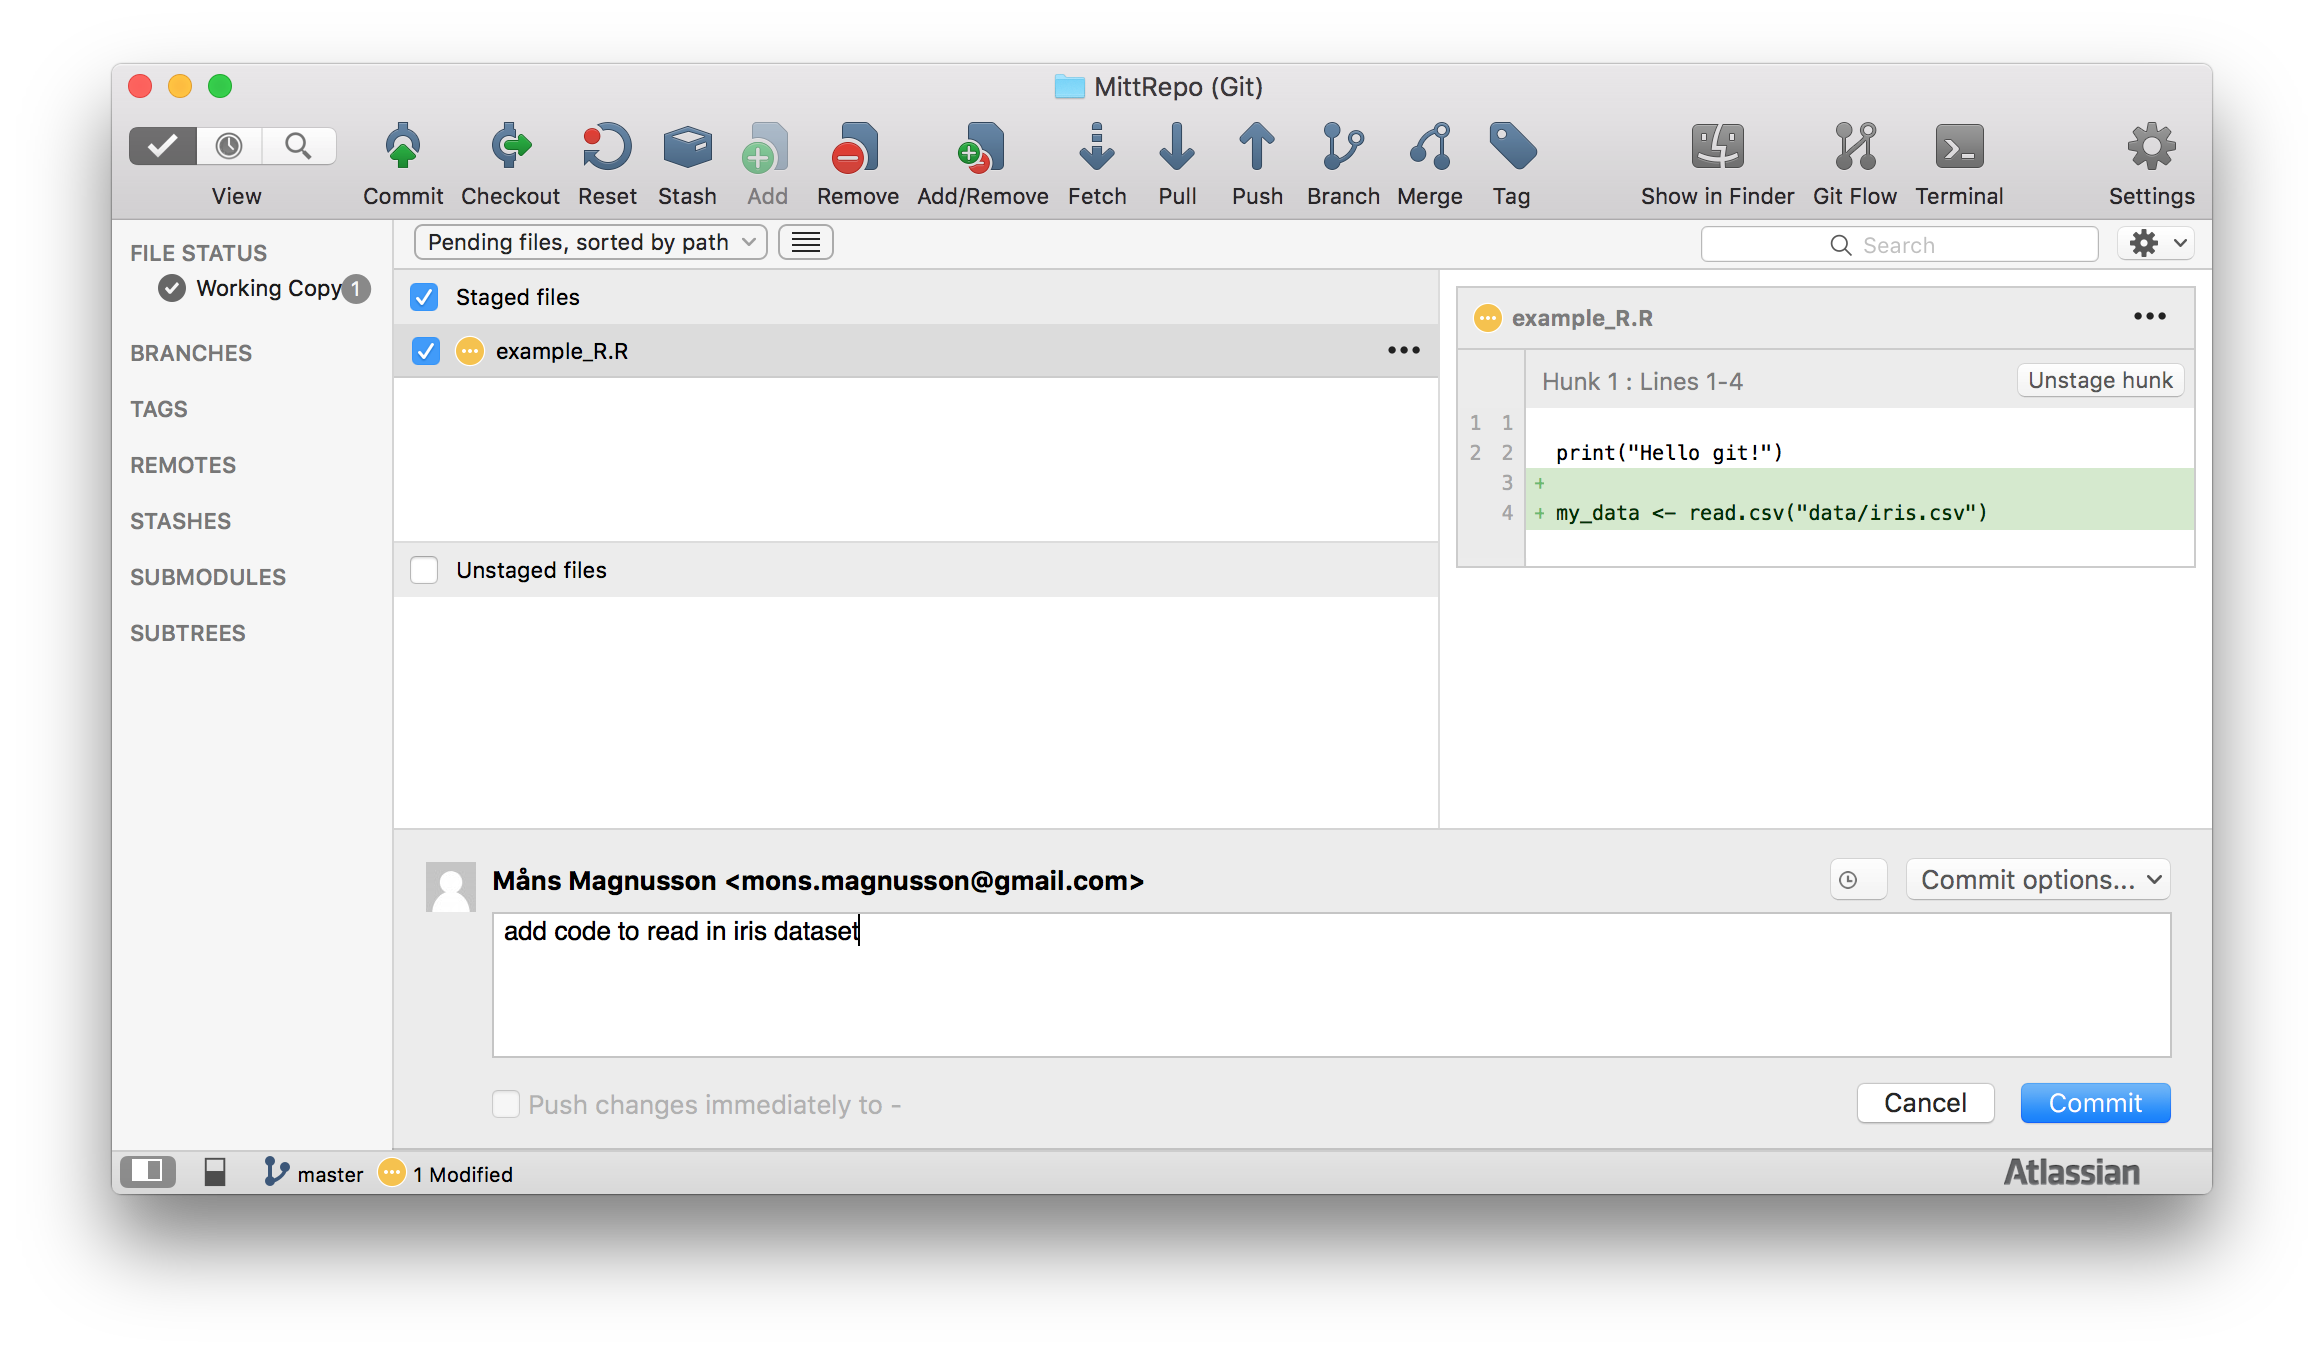 MittRepo (Git)
View
Commit
Checkout
Reset
Stash
Add
Remove
Add/Remove
Fetch
Pull
Push
Branch
Merge
Tag
Show in Finder
Git Flow
Terminal
Settings
FILE STATUS
Working Copy 1
BRANCHES
TAGS
REMOTES
STASHES
SUBMODULES
SUBTREES
Pending files, sorted by path
Search
Staged files
example_R.R
Unstaged files
example_R.R
Hunk 1 : Lines 1-4
Unstage hunk
1 1
2 2 print("Hello git!")
3 +
4 + my_data <- read.csv("data/iris.csv")
Måns Magnusson <mons.magnusson@gmail.com>
Commit options...
add code to read in iris dataset
Push changes immediately to -
Cancel
Commit
master
1 Modified
Atlassian